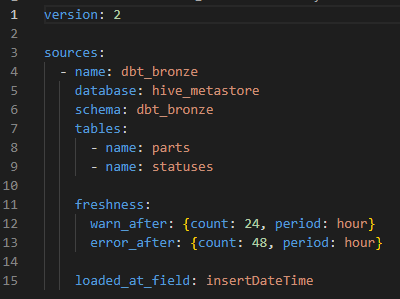 1 version: 2
2
3 sources:
4   - name: dbt_bronze
5     database: hive_metastore
6     schema: dbt_bronze
7     tables:
8       - name: parts
9       - name: statuses
10
11     freshness:
12       warn_after: {count: 24, period: hour}
13       error_after: {count: 48, period: hour}
14
15     loaded_at_field: insertDateTime